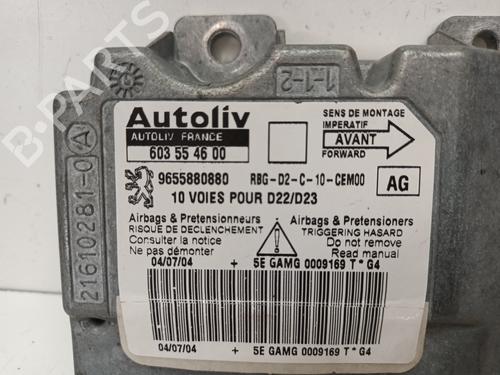 B-PARTS
1-1-2
21610281-0 A
Autoliv
AUTOLIV FRANCE
603 55 46 00
SENS DE MONTAGE
IMPERATIF
AVANT
FORWARD
9655880880 RBG-D2-C-10-CEM00
AG
10 VOIES POUR D22/D23
Airbags & Pretensionneurs
RISQUE DE DECLENCHEMENT
Consulter la notice
Ne pas démonter
Airbags & Pretensioners
TRIGGERING HASARD
Do not remove
Read manual
04/07/04 + 5E GAMG 0009169 T * G4
04/07/04 + 5E GAMG 0009169 T * G4